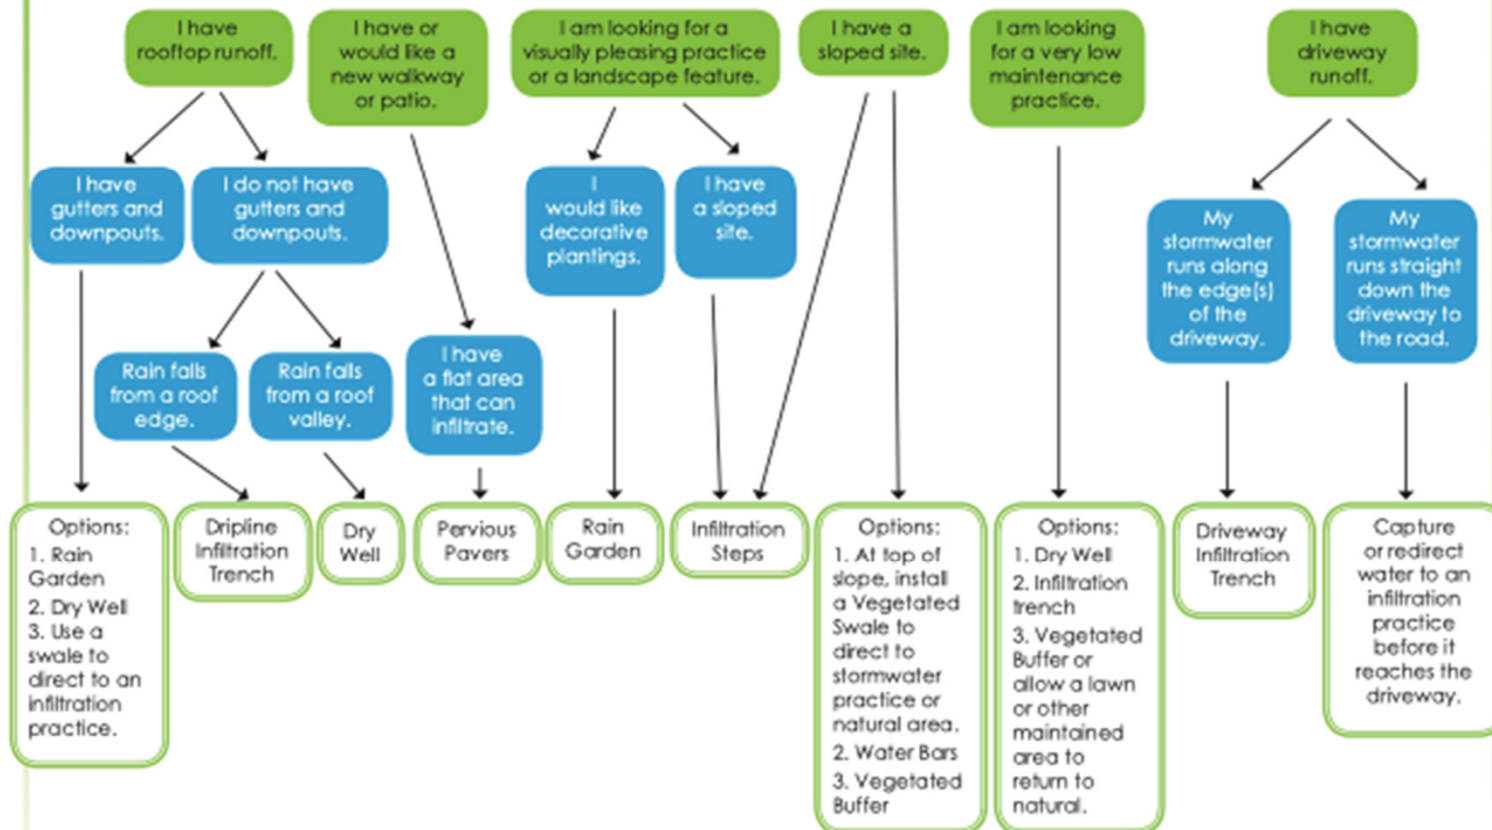 I have
rooftop runoff.
I have or
would like a
new walkway
or patio.
I am looking for a
visually pleasing practice
or a landscape feature.
I have a
sloped site.
I am looking
for a very low
maintenance
practice.
I have
driveway
runoff.
I have
gutters and
downpouts.
I do not have
gutters and
downpouts.
I
would like
decorative
plantings.
I have
a sloped
site.
My
stormwater
runs along
the edge(s)
of the
driveway.
My
stormwater
runs straight
down the
driveway to
the road.
Rain falls
from a roof
edge.
Rain falls
from a roof
valley.
I have
a flat area
that can
infiltrate.
Options:
1. Rain
Garden
2. Dry Well
3. Use a
swale to
direct to an
infiltration
practice.
Dripline
Infiltration
Trench
Dry
Well
Pervious
Pavers
Rain
Garden
Infiltration
Steps
Options:
1. At top of
slope, install
a Vegetated
Swale to
direct to
stormwater
practice or
natural area.
2. Water Bars
3. Vegetated
Buffer
Options:
1. Dry Well
2. Infiltration
trench
3. Vegetated
Buffer or
allow a lawn
or other
maintained
area to
return to
natural.
Driveway
Infiltration
Trench
Capture
or redirect
water to an
infiltration
practice
before it
reaches the
driveway.